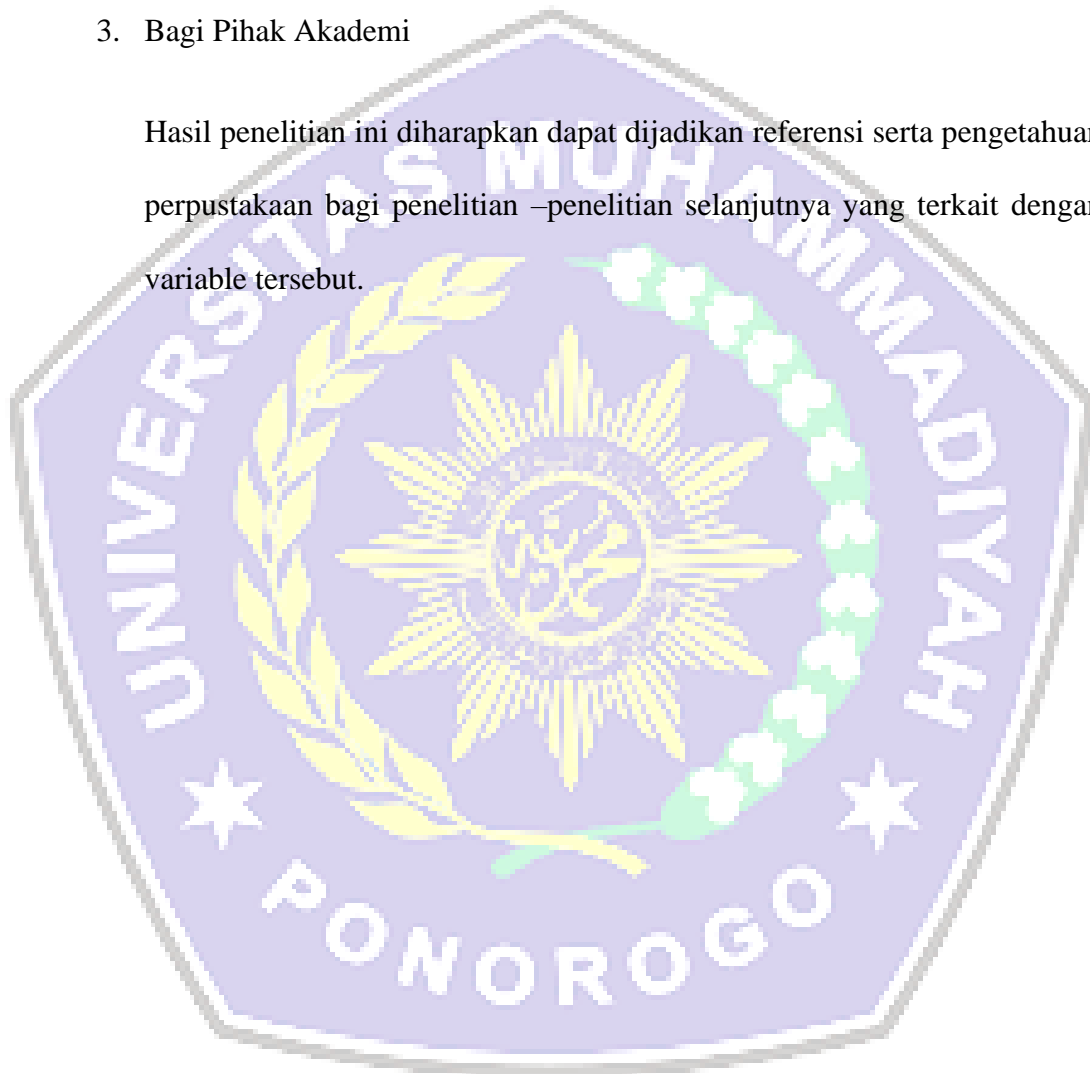 3. Bagi Pihak Akademi
Hasil penelitian ini diharapkan dapat dijadikan referensi serta pengetahuan
perpustakaan bagi penelitian –penelitian selanjutnya yang terkait dengan
variable tersebut.
UNIVERSITAS MUHAMMADIYAH
PONOROGO